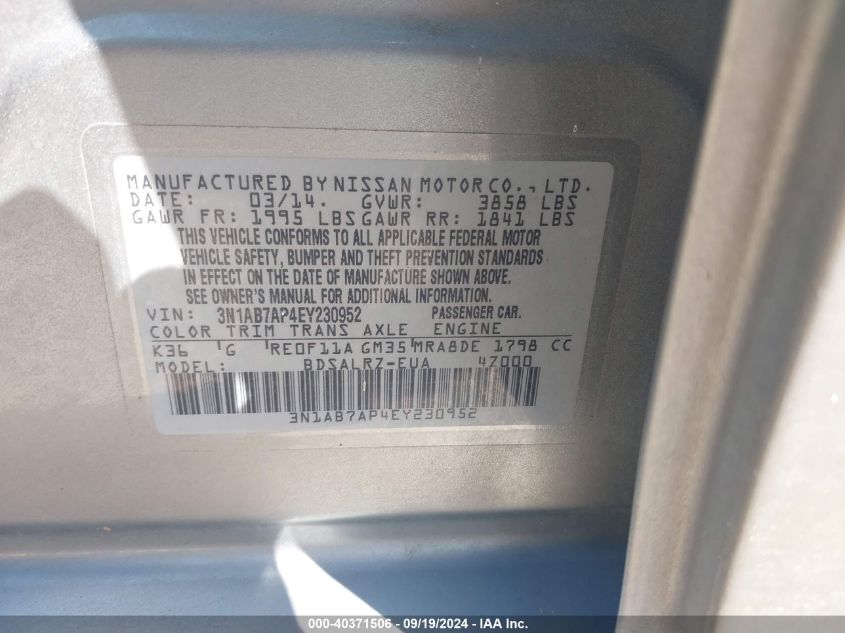 MANUFACTURED BY NISSAN MOTOR CO., LTD.
DATE: 03/14. GVWR: 3858 LBS
GAWR FR: 1995 LBS GAWR RR: 1841 LBS
THIS VEHICLE CONFORMS TO ALL APPLICABLE FEDERAL MOTOR
VEHICLE SAFETY, BUMPER AND THEFT PREVENTION STANDARDS
IN EFFECT ON THE DATE OF MANUFACTURE SHOWN ABOVE.
SEE OWNER'S MANUAL FOR ADDITIONAL INFORMATION.
VIN: 3N1AB7AP4EY230952 PASSENGER CAR.
COLOR TRIM TRANS AXLE ENGINE
K36 G RE0F11A GM35 MRA8DE 1798 CC
MODEL: BDSALRZ-EUA 4Z000
3N1AB7AP4EY230952
000-40371506 - 09/19/2024 - IAA Inc.